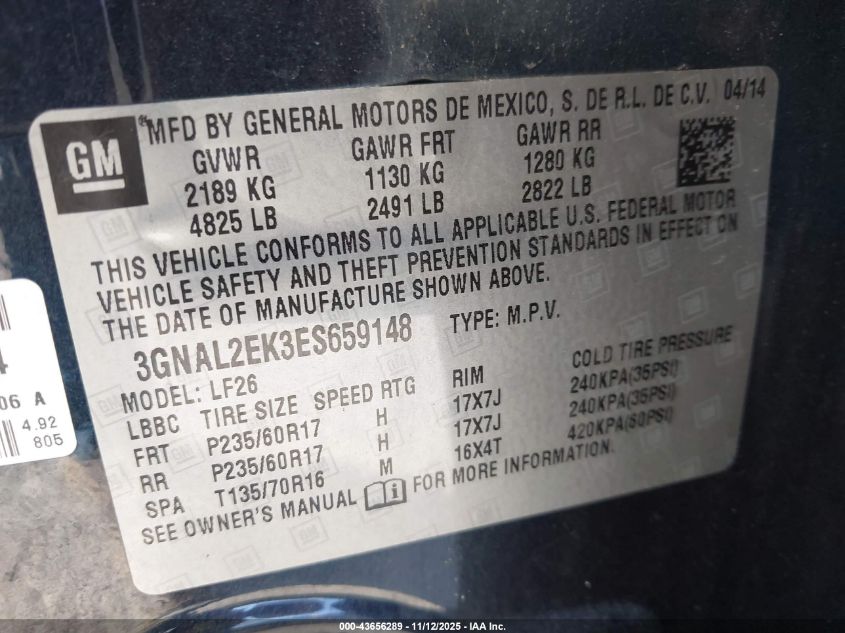 GM
MFD BY GENERAL MOTORS DE MEXICO, S. DE R.L. DE C.V. 04/14
GVWR GAWR FRT GAWR RR
2189 KG 1130 KG 1280 KG
4825 LB 2491 LB 2822 LB
THIS VEHICLE CONFORMS TO ALL APPLICABLE U.S. FEDERAL MOTOR
VEHICLE SAFETY AND THEFT PREVENTION STANDARDS IN EFFECT ON
THE DATE OF MANUFACTURE SHOWN ABOVE.
3GNAL2EK3ES659148 TYPE: M.P.V.
MODEL: LF26
LBBC TIRE SIZE SPEED RTG RIM COLD TIRE PRESSURE
FRT P235/60R17 H 17X7J 240KPA(35PSI)
RR P235/60R17 H 17X7J 240KPA(35PSI)
SPA T135/70R16 M 16X4T 420KPA(60PSI)
SEE OWNER'S MANUAL FOR MORE INFORMATION.
4
06 A
4.92
805
000-43656289 - 11/12/2025 - IAA Inc.